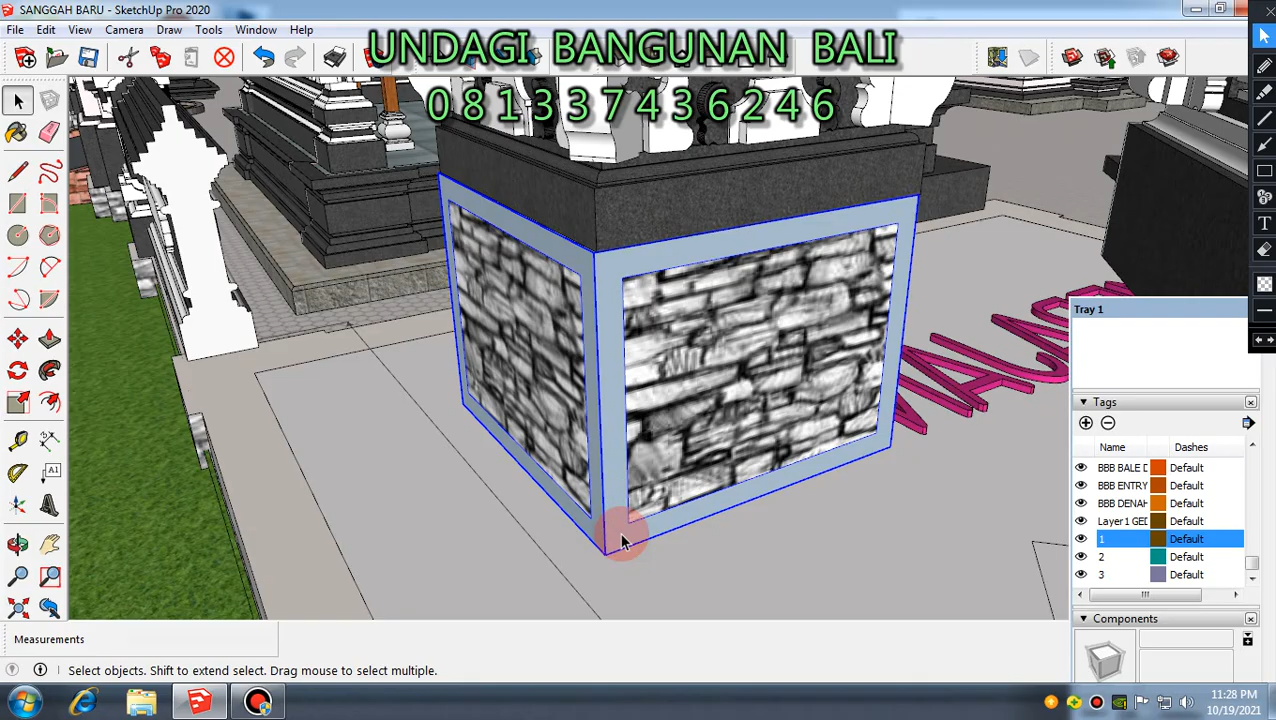 SANGGAH BARU - SketchUp Pro 2020
File Edit View Camera Draw Tools Window Help
UNDAGI BANGUNAN BALI
081337436246
T
A1
Tray 1
Tags
Name Dashes
BBB BALE D Default
BBB ENTRY Default
BBB DENAH Default
Layer1 GED Default
1 Default
2 Default
3 Default
Components
Measurements
Select objects. Shift to extend select. Drag mouse to select multiple.
11:28 PM
10/19/2021